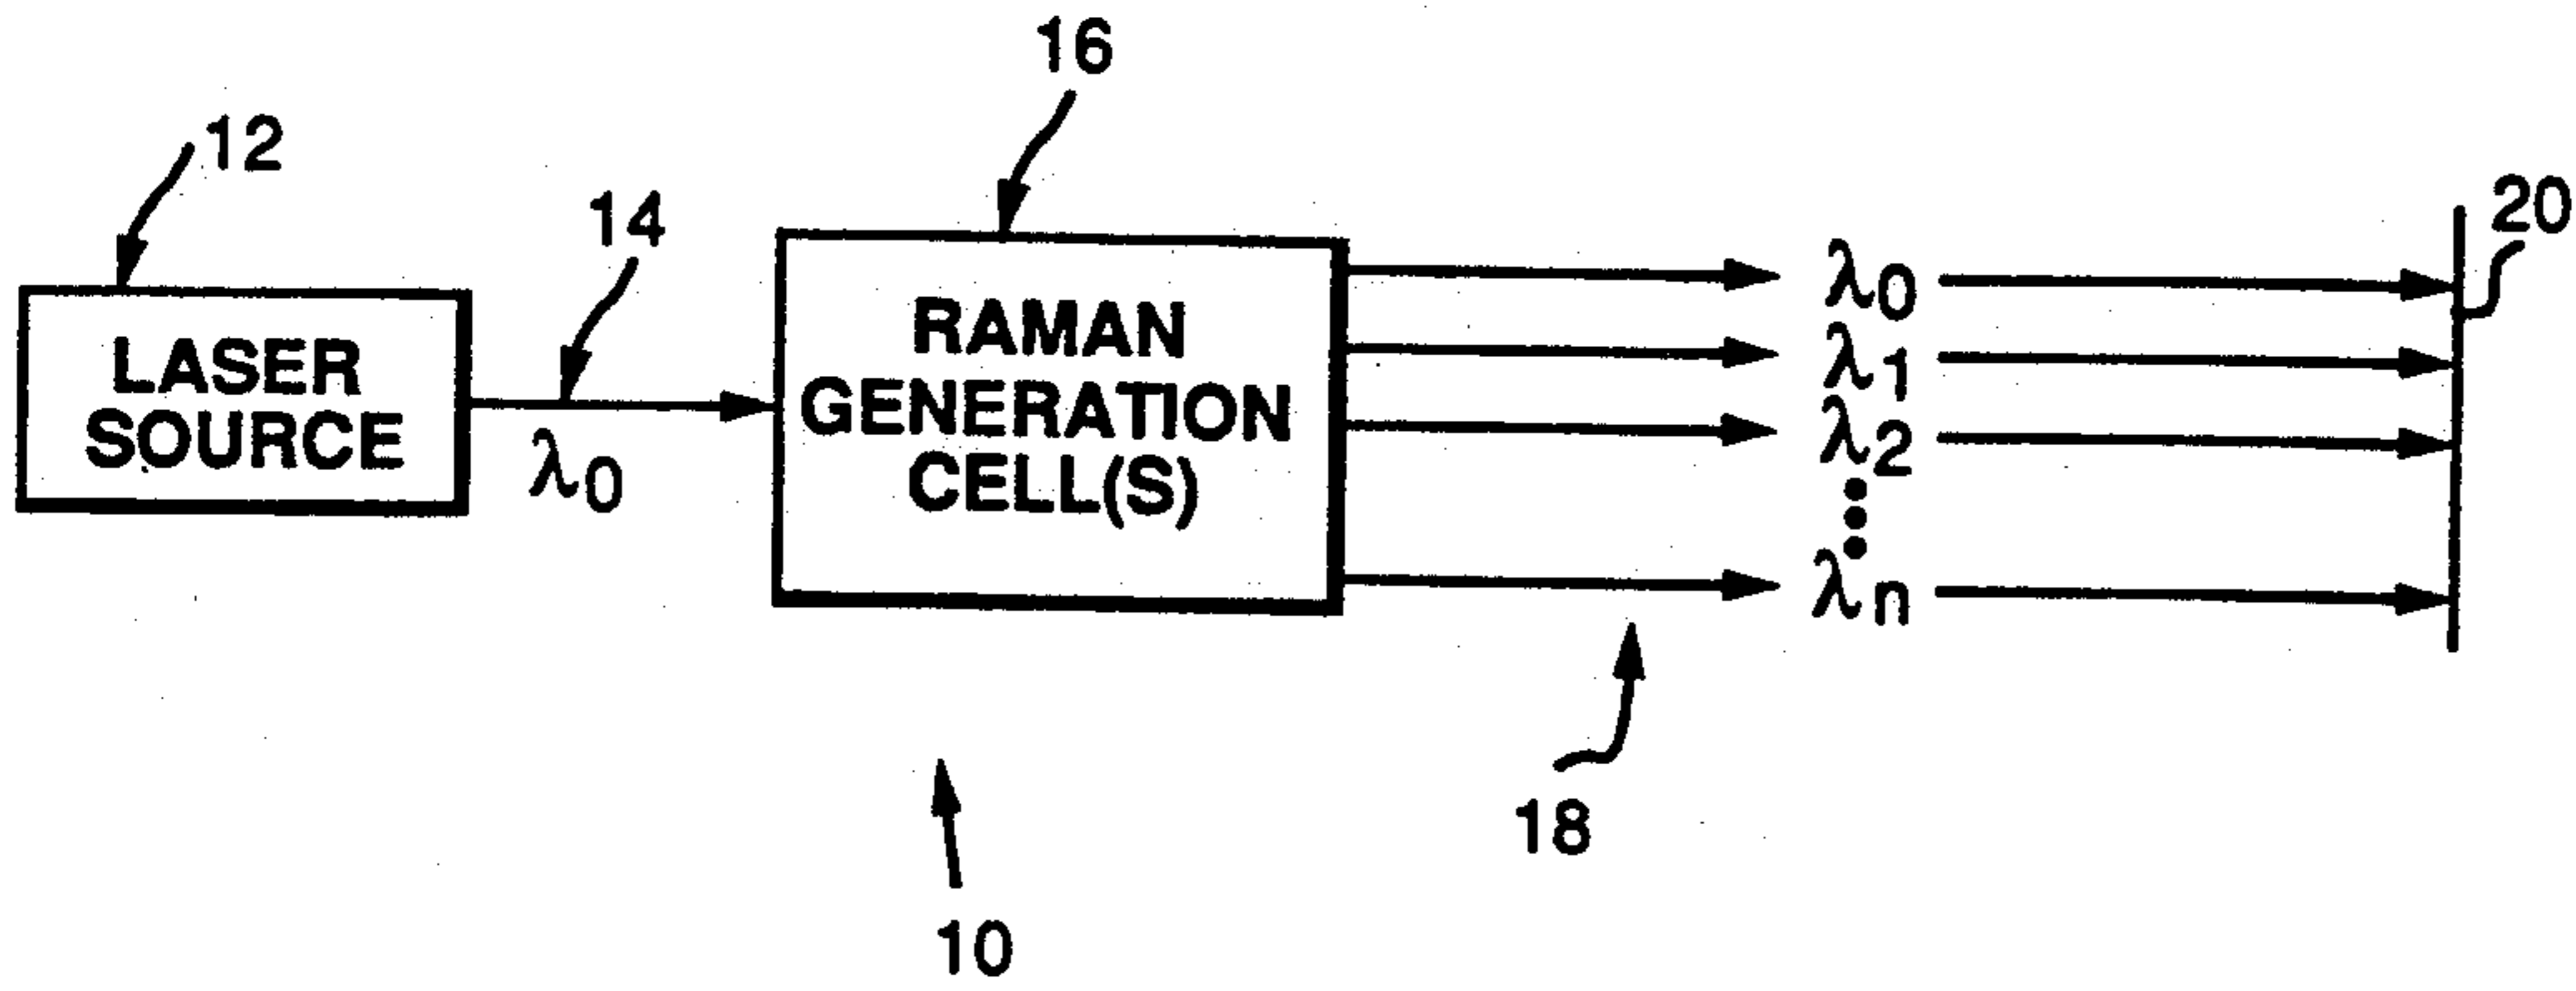 16
12
14
20
LASER
SOURCE
λ0
RAMAN
GENERATION
CELL(S)
λ0
λ1
λ2
λn
18
10